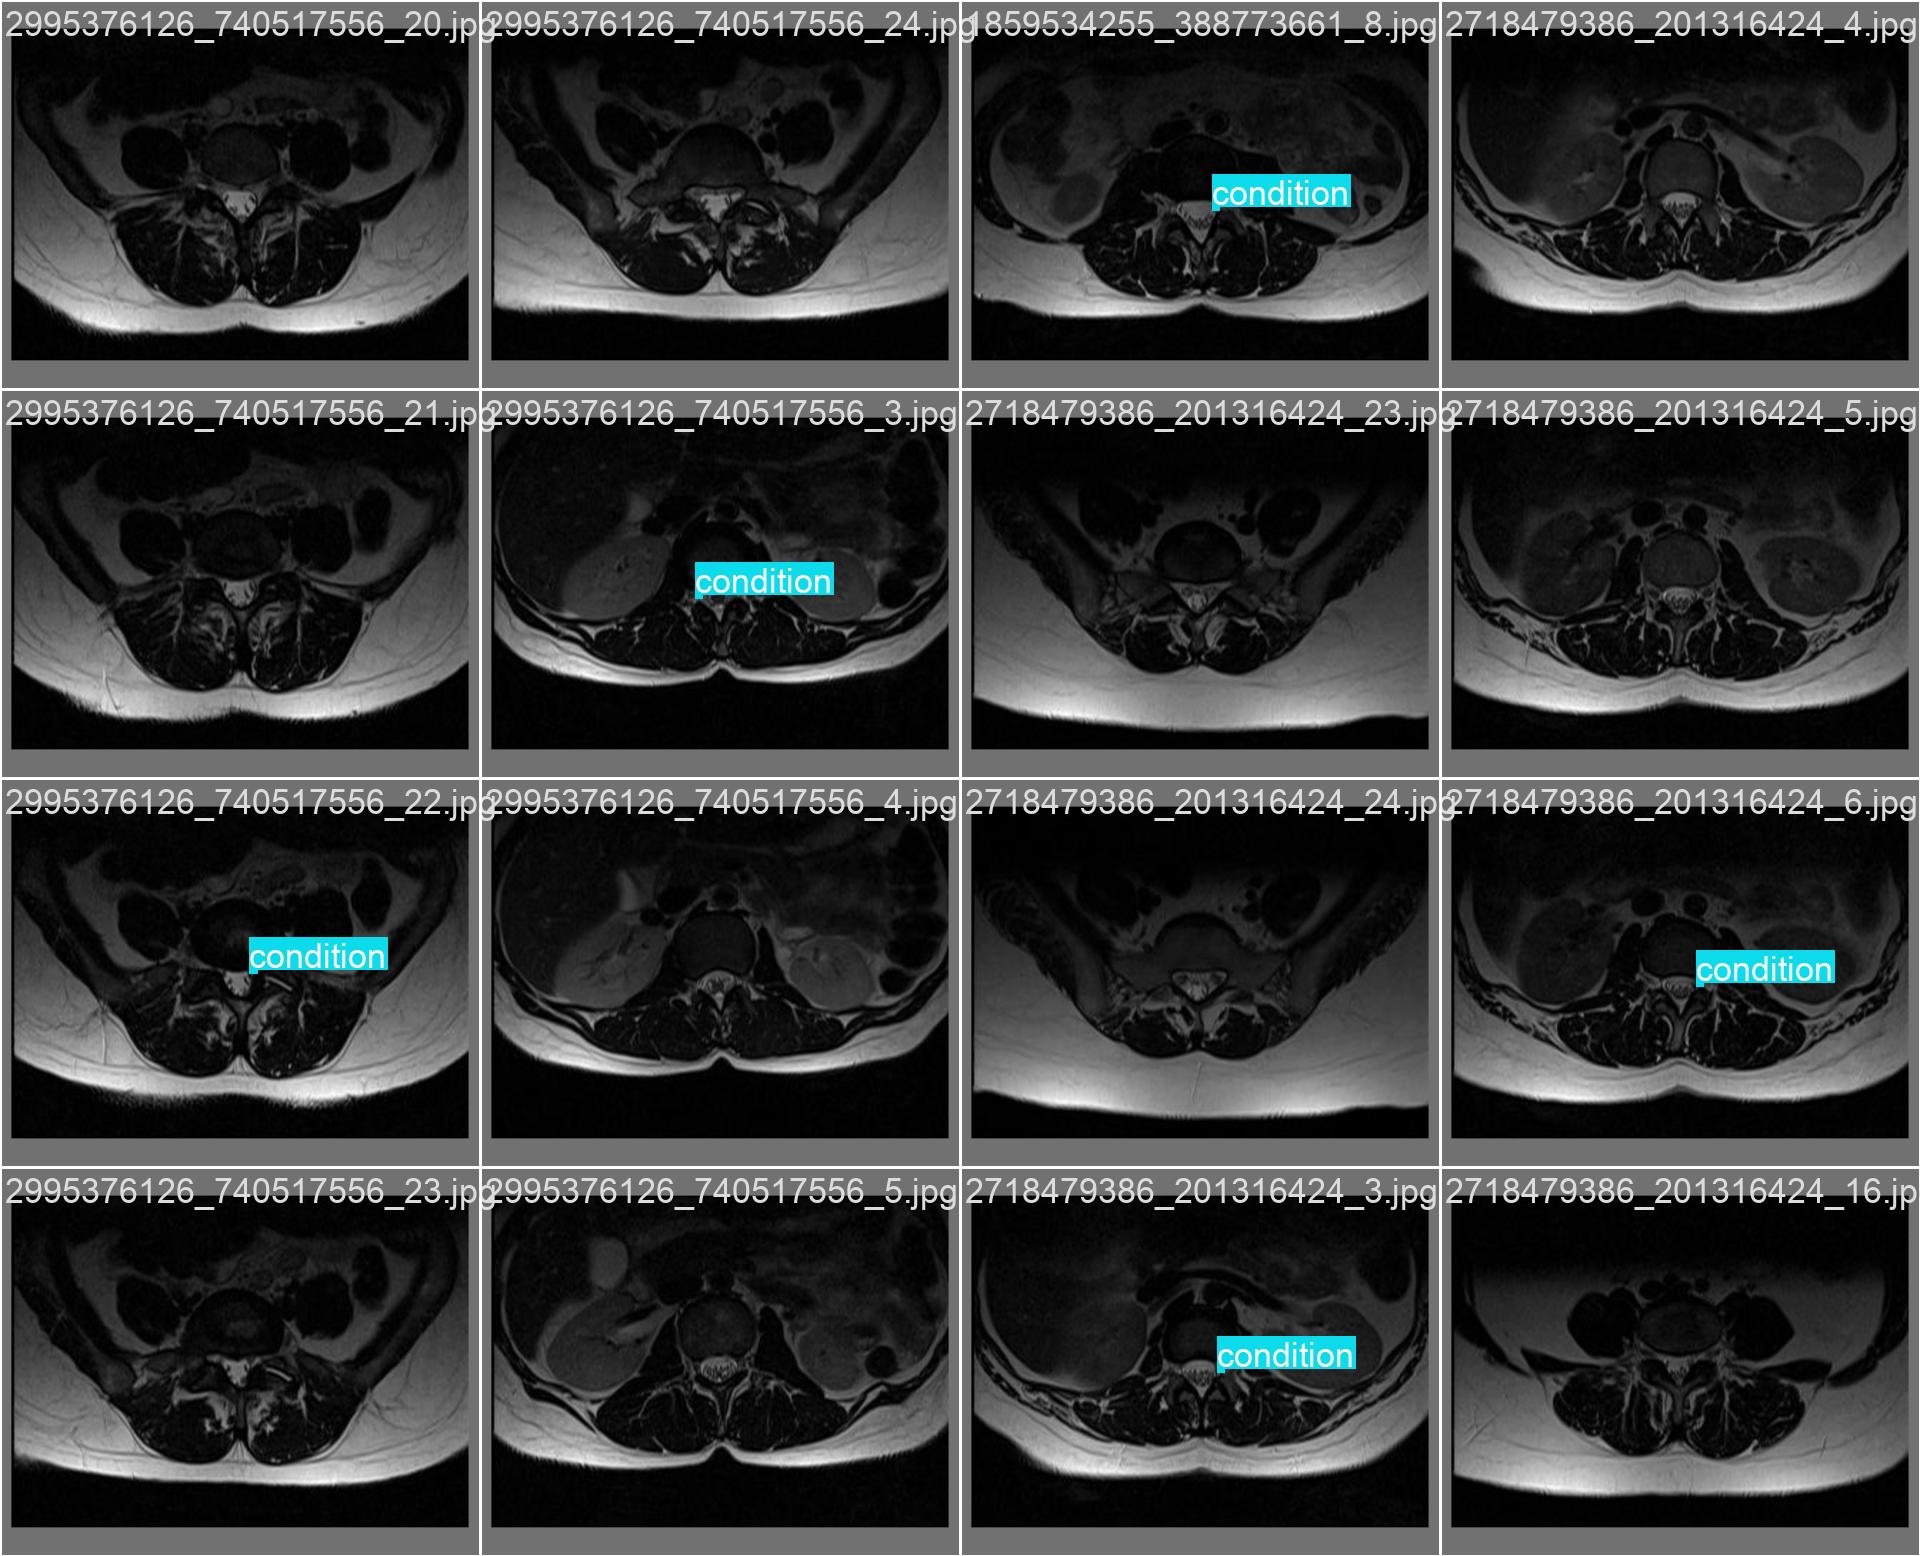 2995376126_740517556_20.jpg
2995376126_740517556_24.jpg
1859534255_388773661_8.jpg
2718479386_201316424_4.jpg
condition
2995376126_740517556_21.jpg
2995376126_740517556_3.jpg
2718479386_201316424_23.jpg
2718479386_201316424_5.jpg
condition
2995376126_740517556_22.jpg
2995376126_740517556_4.jpg
2718479386_201316424_24.jpg
2718479386_201316424_6.jpg
condition
condition
2995376126_740517556_23.jpg
2995376126_740517556_5.jpg
2718479386_201316424_3.jpg
2718479386_201316424_16.jp
condition